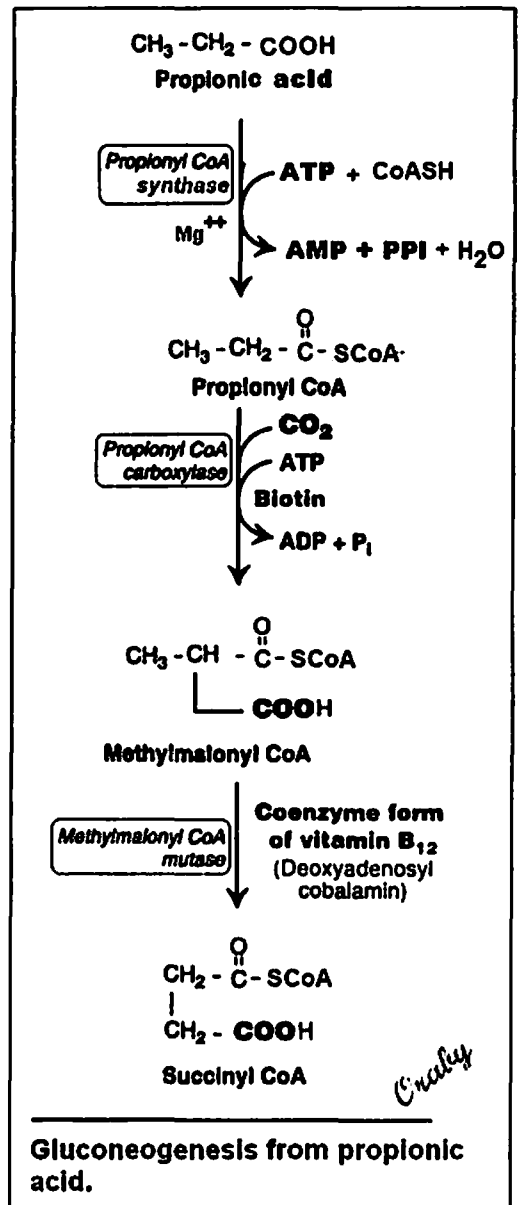 CH₃ - CH₂ - COOH
Propionic acid
Propionyl CoA
synthase
ATP + CoASH
Mg⁺⁺
AMP + PPI + H₂O
O
CH₃ - CH₂ - C - SCoA
Propionyl CoA
CO₂
Propionyl CoA
carboxylase
ATP
Biotin
ADP + Pᵢ
O
CH₃ - CH - C - SCoA
COOH
Methylmalonyl CoA
Methylmalonyl CoA
mutase
Coenzyme form
of vitamin B₁₂
(Deoxyadenosyl
cobalamin)
O
CH₂ - C - SCoA
CH₂ - COOH
Succinyl CoA
Oraby
Gluconeogenesis from propionic
acid.